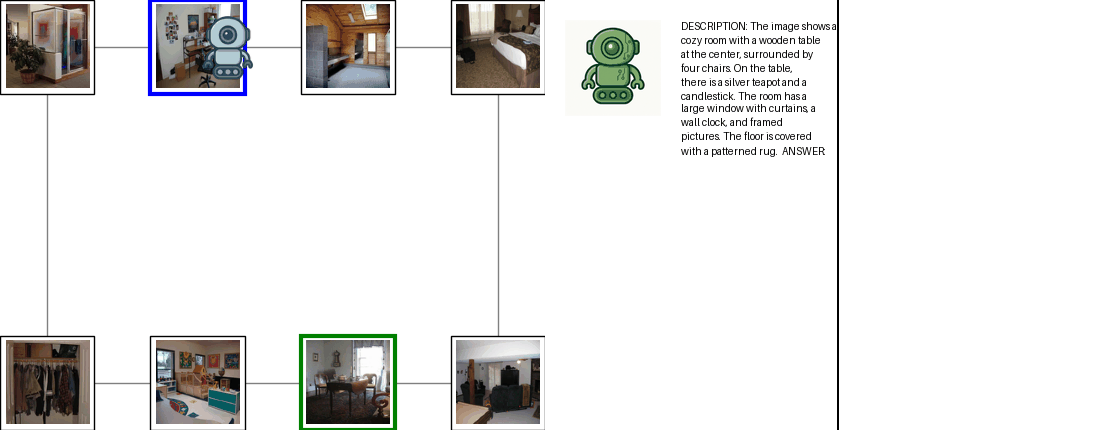 DESCRIPTION: The image shows a
cozy room with a wooden table
at the center, surrounded by
four chairs. On the table,
there is a silver teapot and a
candlestick. The room has a
large window with curtains, a
wall clock, and framed
pictures. The floor is covered
with a patterned rug. ANSWER: